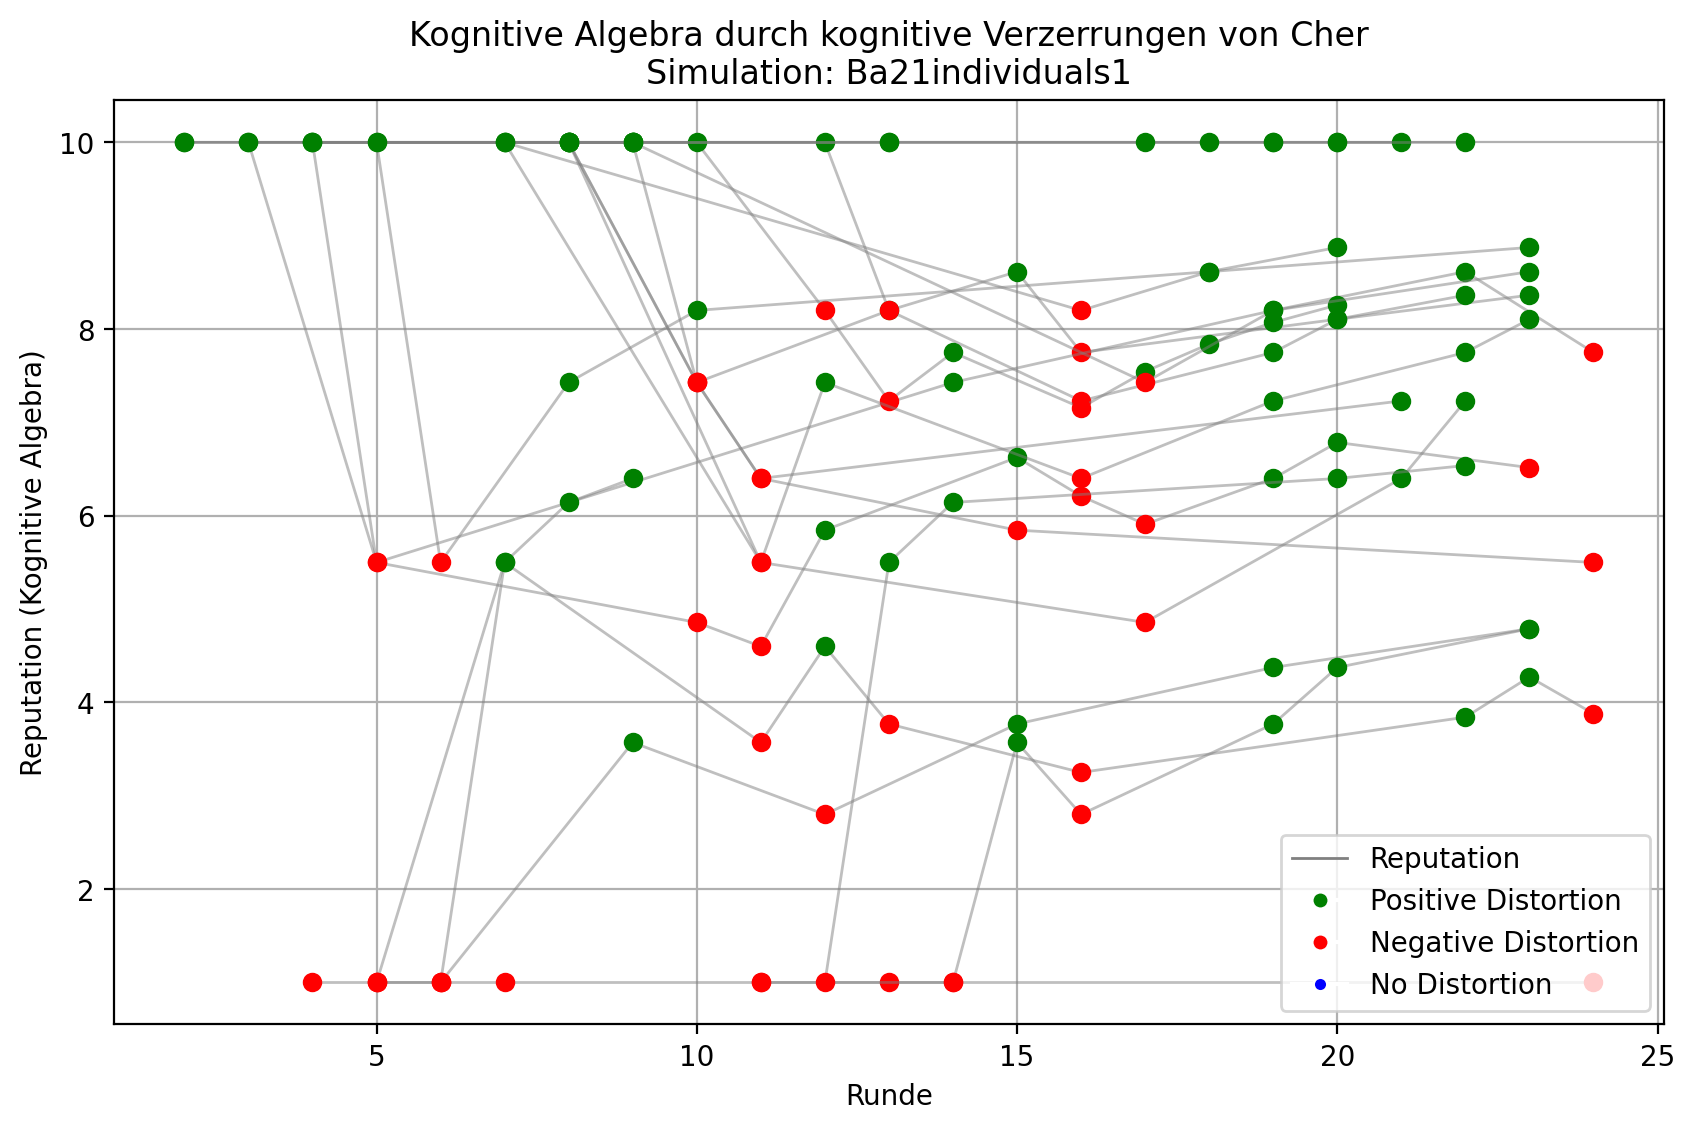 Kognitive Algebra durch kognitive Verzerrungen von Cher
Simulation: Ba21individuals1
Reputation (Kognitive Algebra)
10
8
6
4
2
5
10
15
20
25
Runde
Reputation
Positive Distortion
Negative Distortion
No Distortion